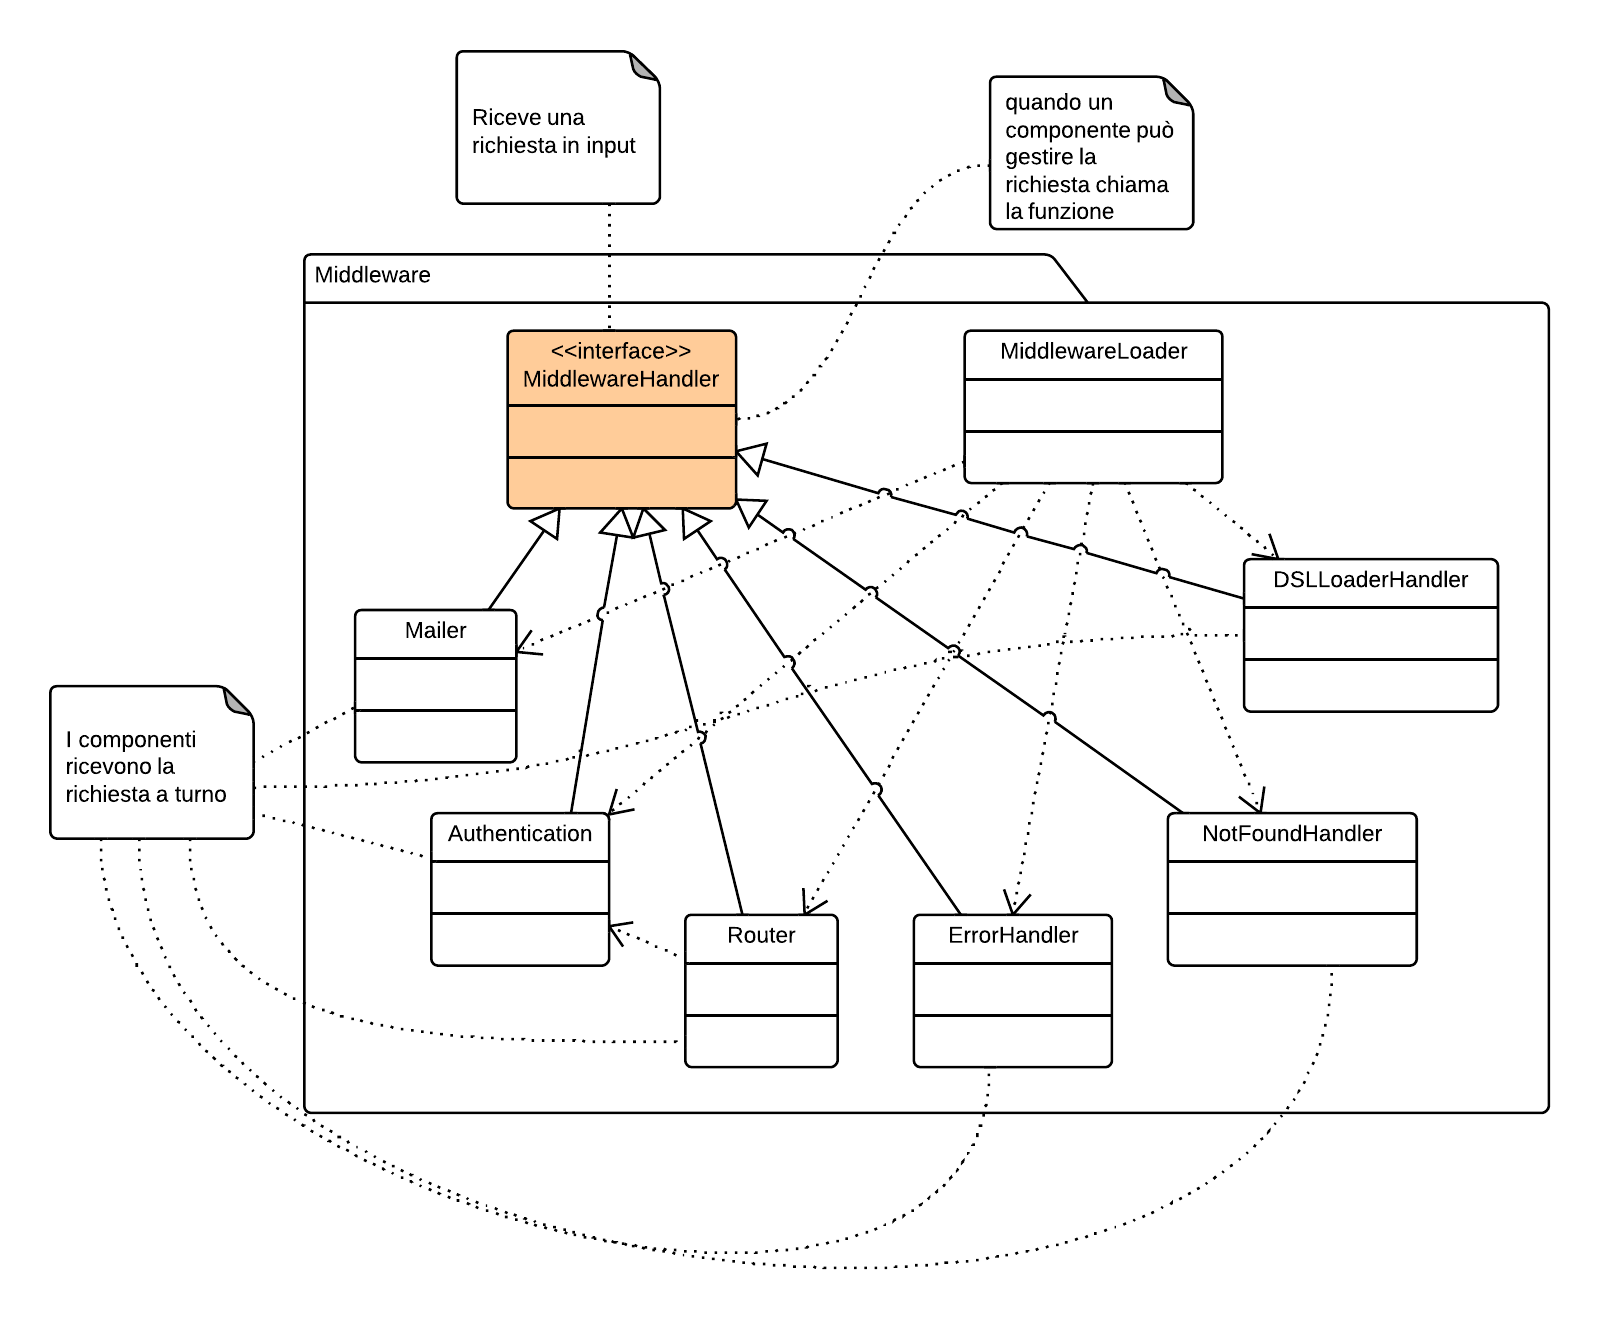 Riceve una
richiesta in input
quando un
componente può
gestire la
richiesta chiama
la funzione
Middleware
<<interface>>
MiddlewareHandler
MiddlewareLoader
DSLLoaderHandler
Mailer
I componenti
ricevono la
richiesta a turno
Authentication
NotFoundHandler
Router
ErrorHandler